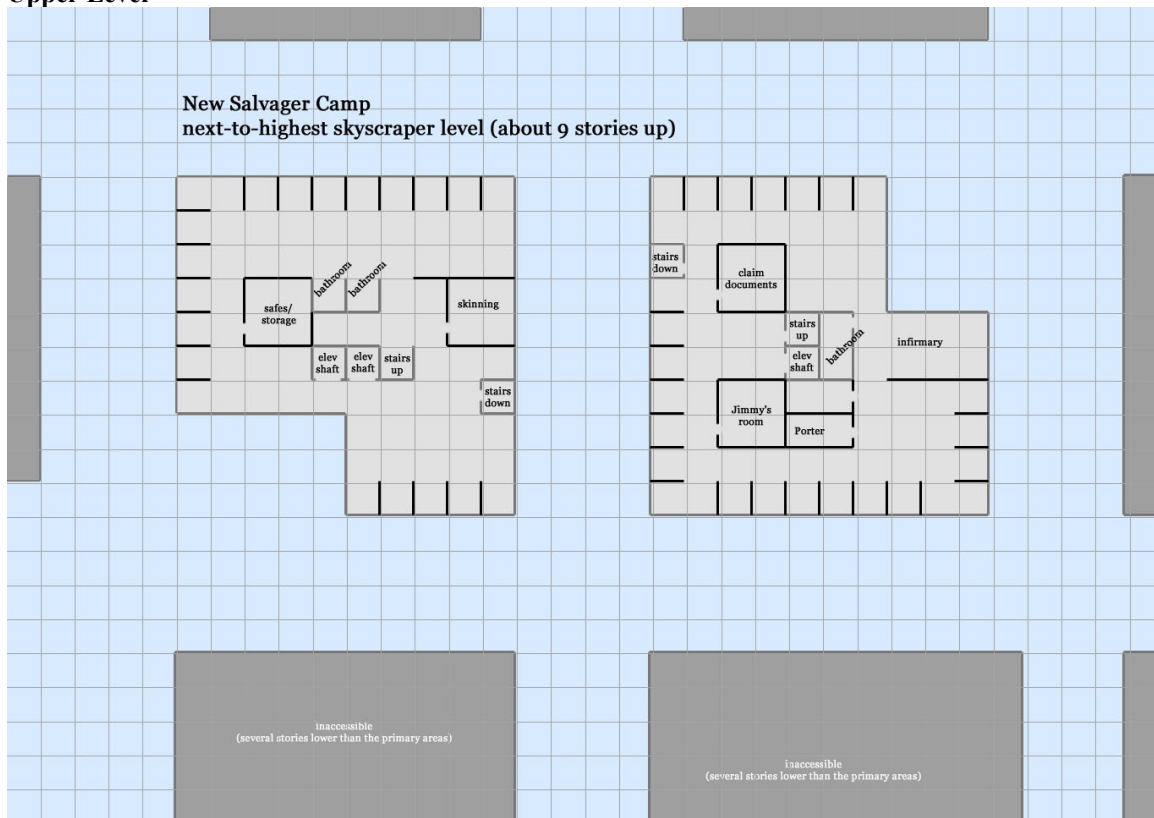 Upper Level
New Salvager Camp
next-to-highest skyscraper level (about 9 stories up)
safes/
storage
bathroom
bathroom
skinning
elev
shaft
elev
shaft
stairs
up
stairs
down
stairs
down
claim
documents
stairs
up
elev
shaft
bathroom
infirmary
Jimmy's
room
Porter
inaccessible
(several stories lower than the primary areas)
inaccessible
(several stories lower than the primary areas)